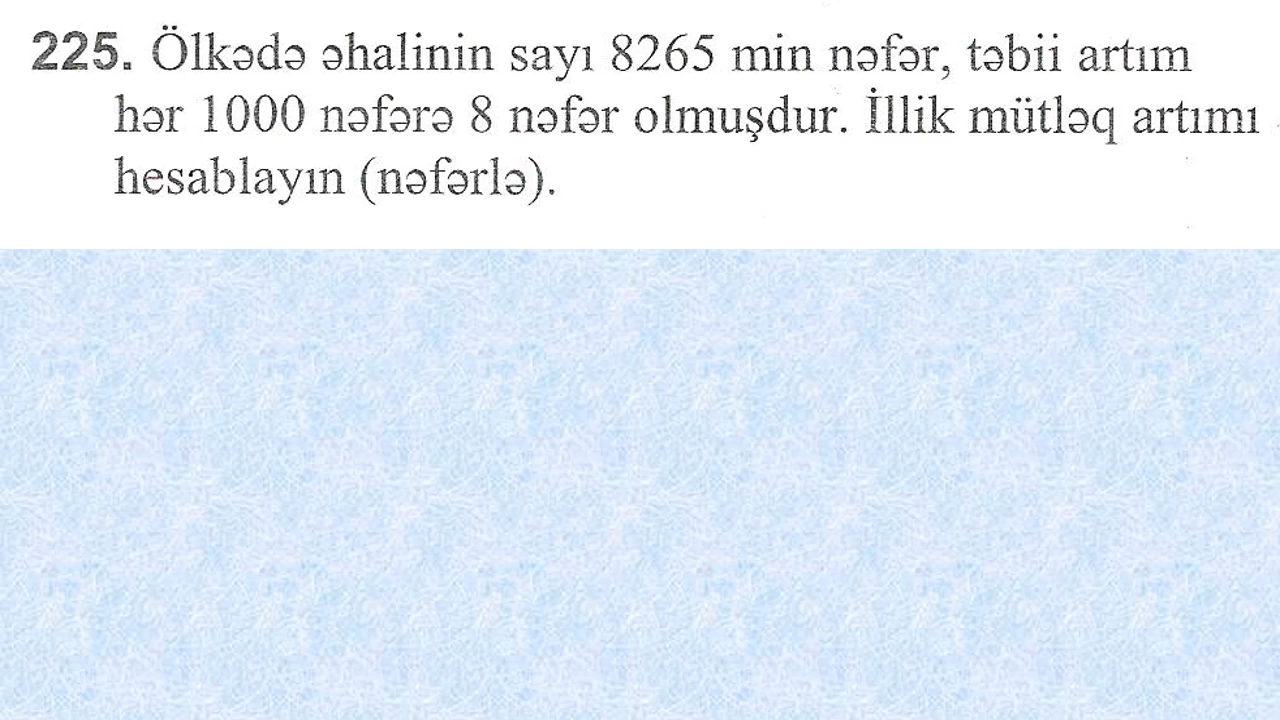 225. Ölkədə əhalinin sayı 8265 min nəfər, təbii artım
hər 1000 nəfərə 8 nəfər olmuşdur. İllik mütləq artımı
hesablayın (nəfərlə).